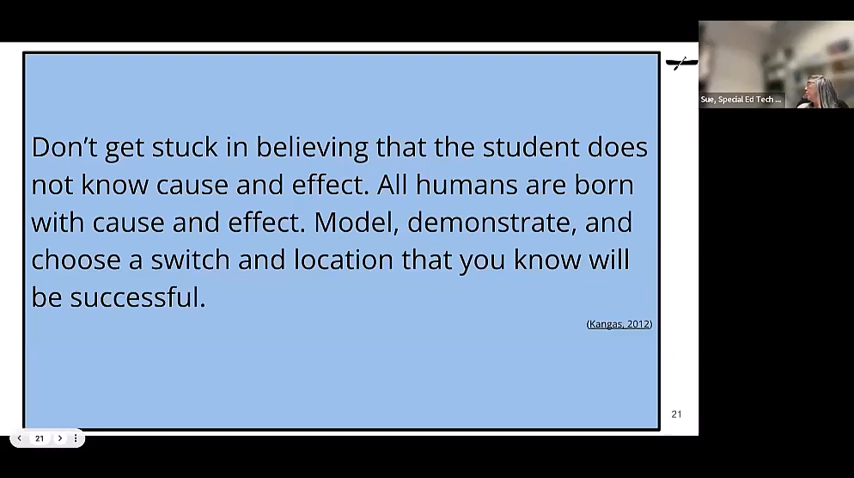 Don't get stuck in believing that the student does
not know cause and effect. All humans are born
with cause and effect. Model, demonstrate, and
choose a switch and location that you know will
be successful.
(Kangas, 2012)
21
21
Sue, Special Ed Tech ...